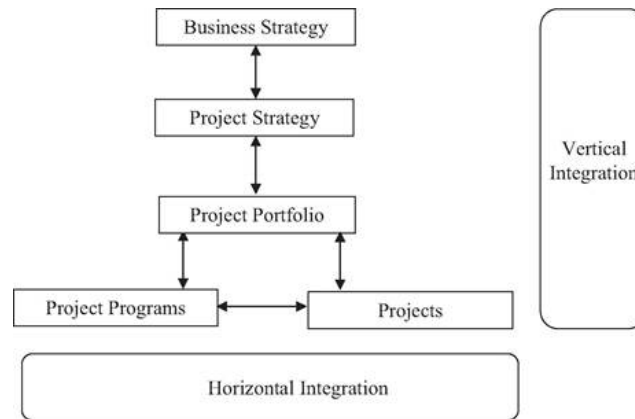 Business Strategy
Project Strategy
Vertical
Integration
Project Portfolio
Project Programs
Projects
Horizontal Integration